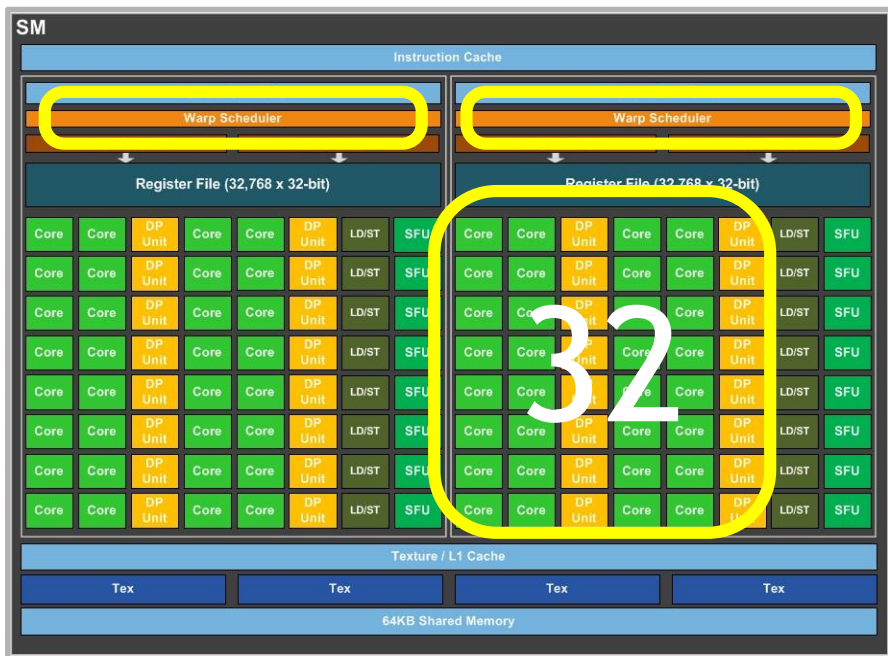 SM
Instruction Cache
Warp Scheduler Warp Scheduler
Register File (32,768 x 32-bit) Register File (32,768 x 32-bit)
Core Core DP Unit Core Core DP Unit LD/ST SFU Core Core DP Unit Core Core DP Unit LD/ST SFU
Core Core DP Unit Core Core DP Unit LD/ST SFU Core Core DP Unit Core Core DP Unit LD/ST SFU
Core Core DP Unit Core Core DP Unit LD/ST SFU Core Core DP Unit Core Core DP Unit LD/ST SFU
Core Core DP Unit Core Core DP Unit LD/ST SFU Core Core DP Unit Core Core DP Unit LD/ST SFU
Core Core DP Unit Core Core DP Unit LD/ST SFU Core Core DP Unit Core Core DP Unit LD/ST SFU
Core Core DP Unit Core Core DP Unit LD/ST SFU Core Core DP Unit Core Core DP Unit LD/ST SFU
Core Core DP Unit Core Core DP Unit LD/ST SFU Core Core DP Unit Core Core DP Unit LD/ST SFU
Core Core DP Unit Core Core DP Unit LD/ST SFU Core Core DP Unit Core Core DP Unit LD/ST SFU
32
Texture / L1 Cache
Tex Tex Tex Tex
64KB Shared Memory